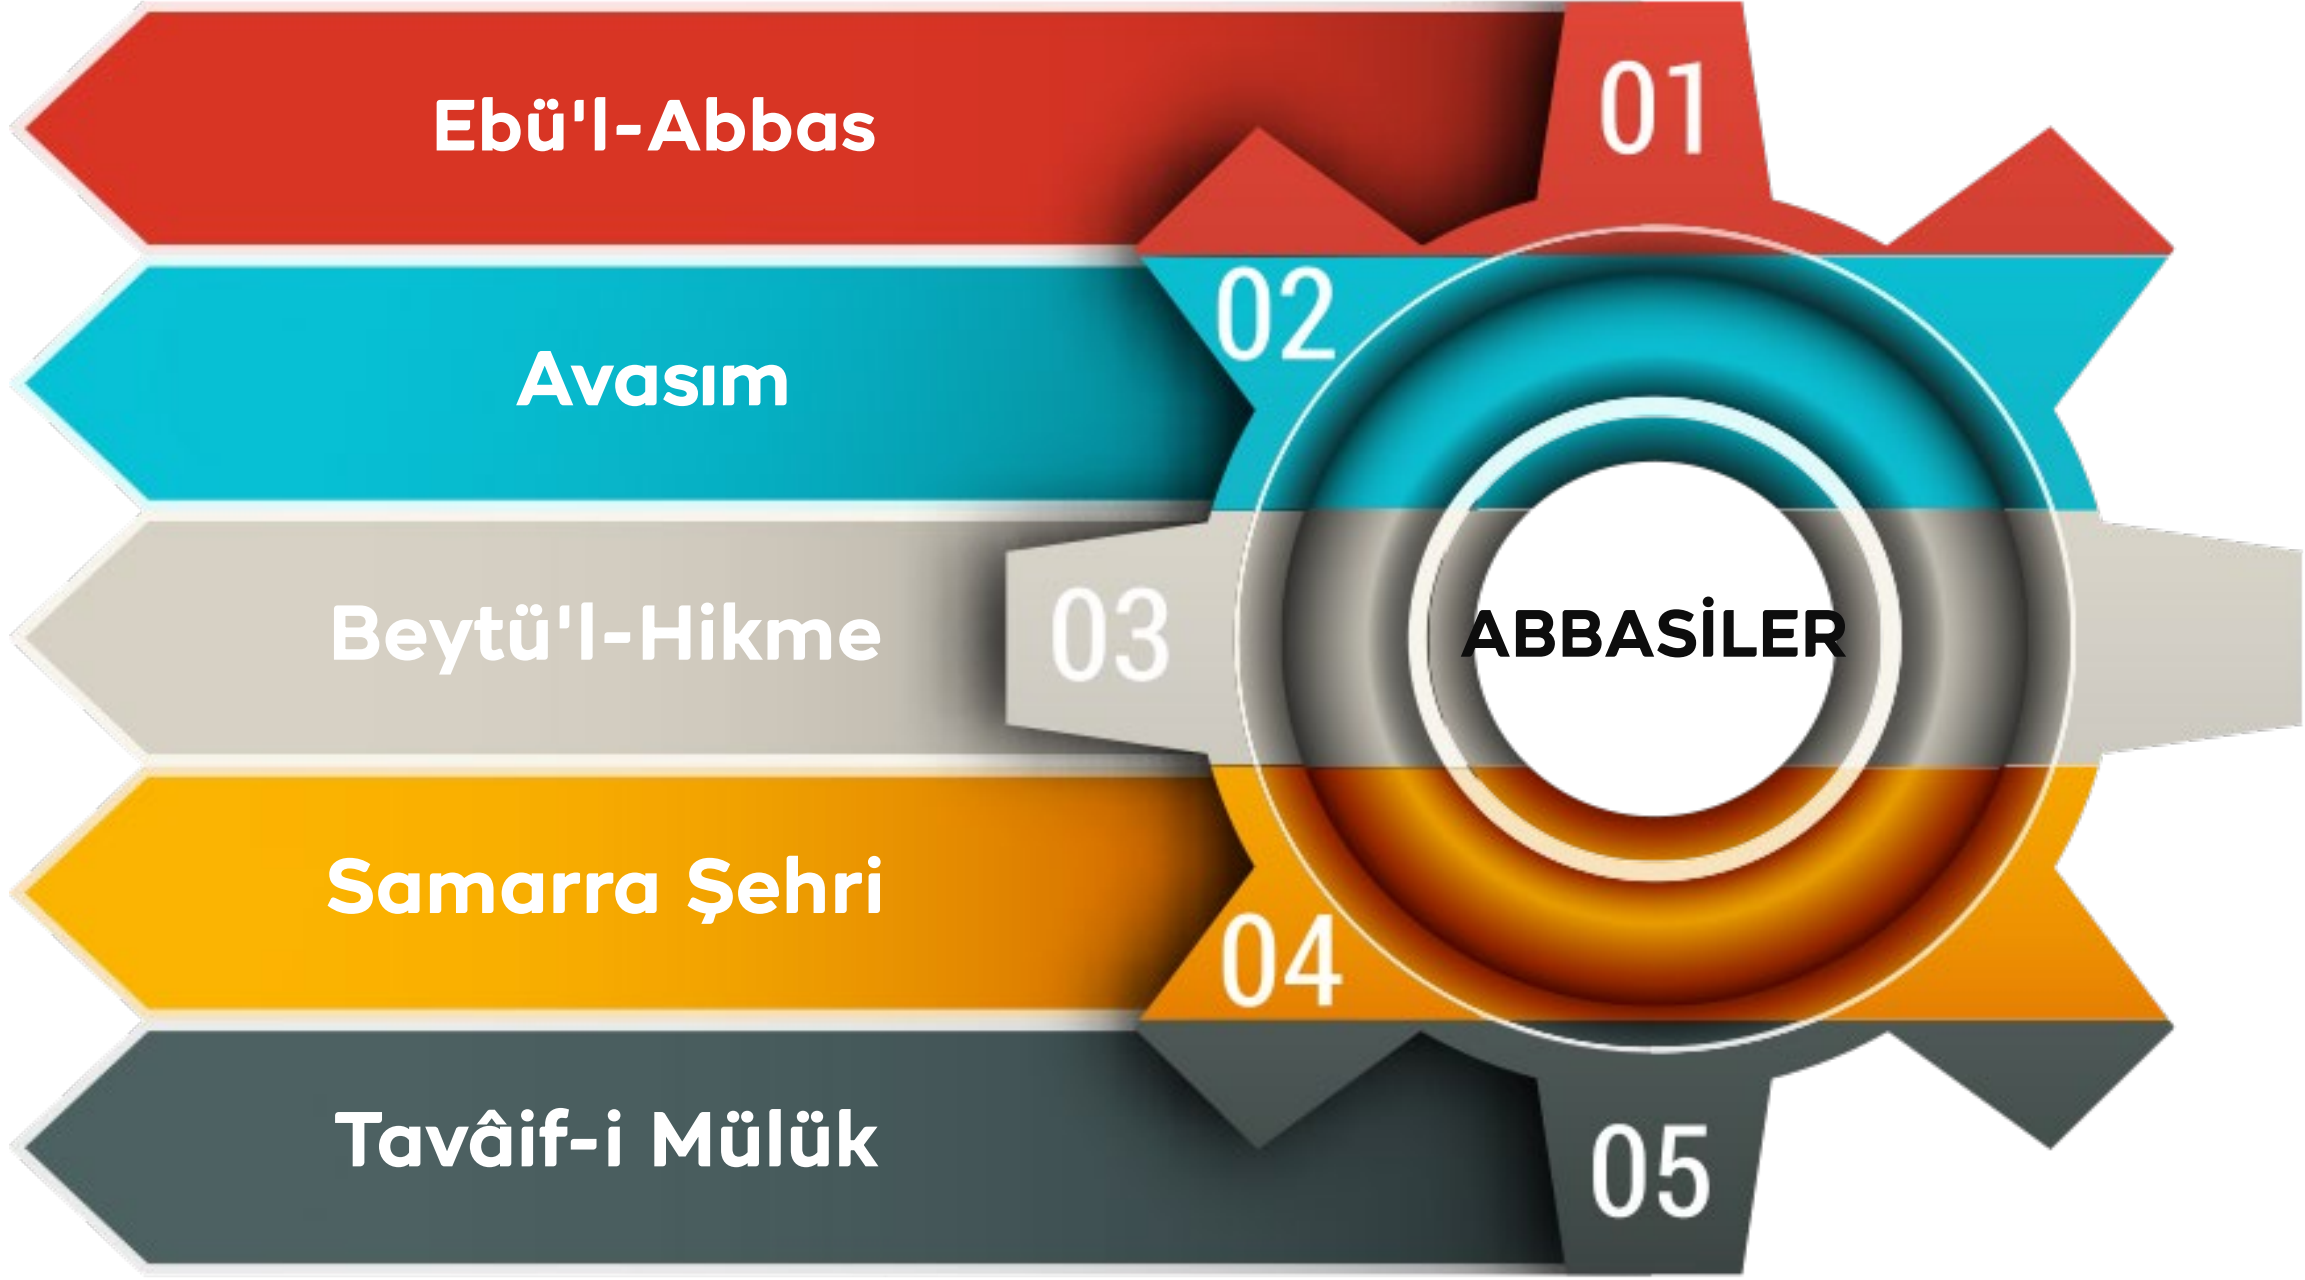 Ebü'l-Abbas
01
Avasım
02
Beytü'l-Hikme
03
ABBASİLER
Samarra Şehri
04
Tavâif-i Mülük
05